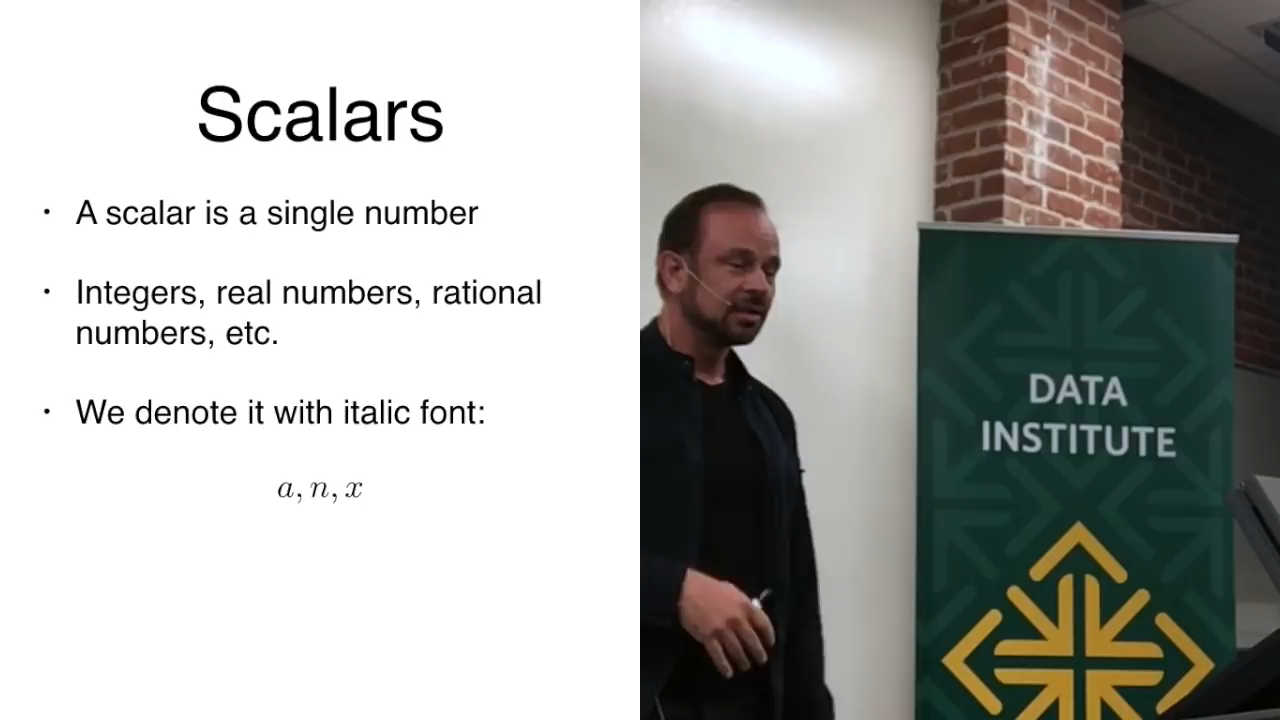 Scalars
· A scalar is a single number
· Integers, real numbers, rational
numbers, etc.
· We denote it with italic font:
a, n, x
DATA
INSTITUTE